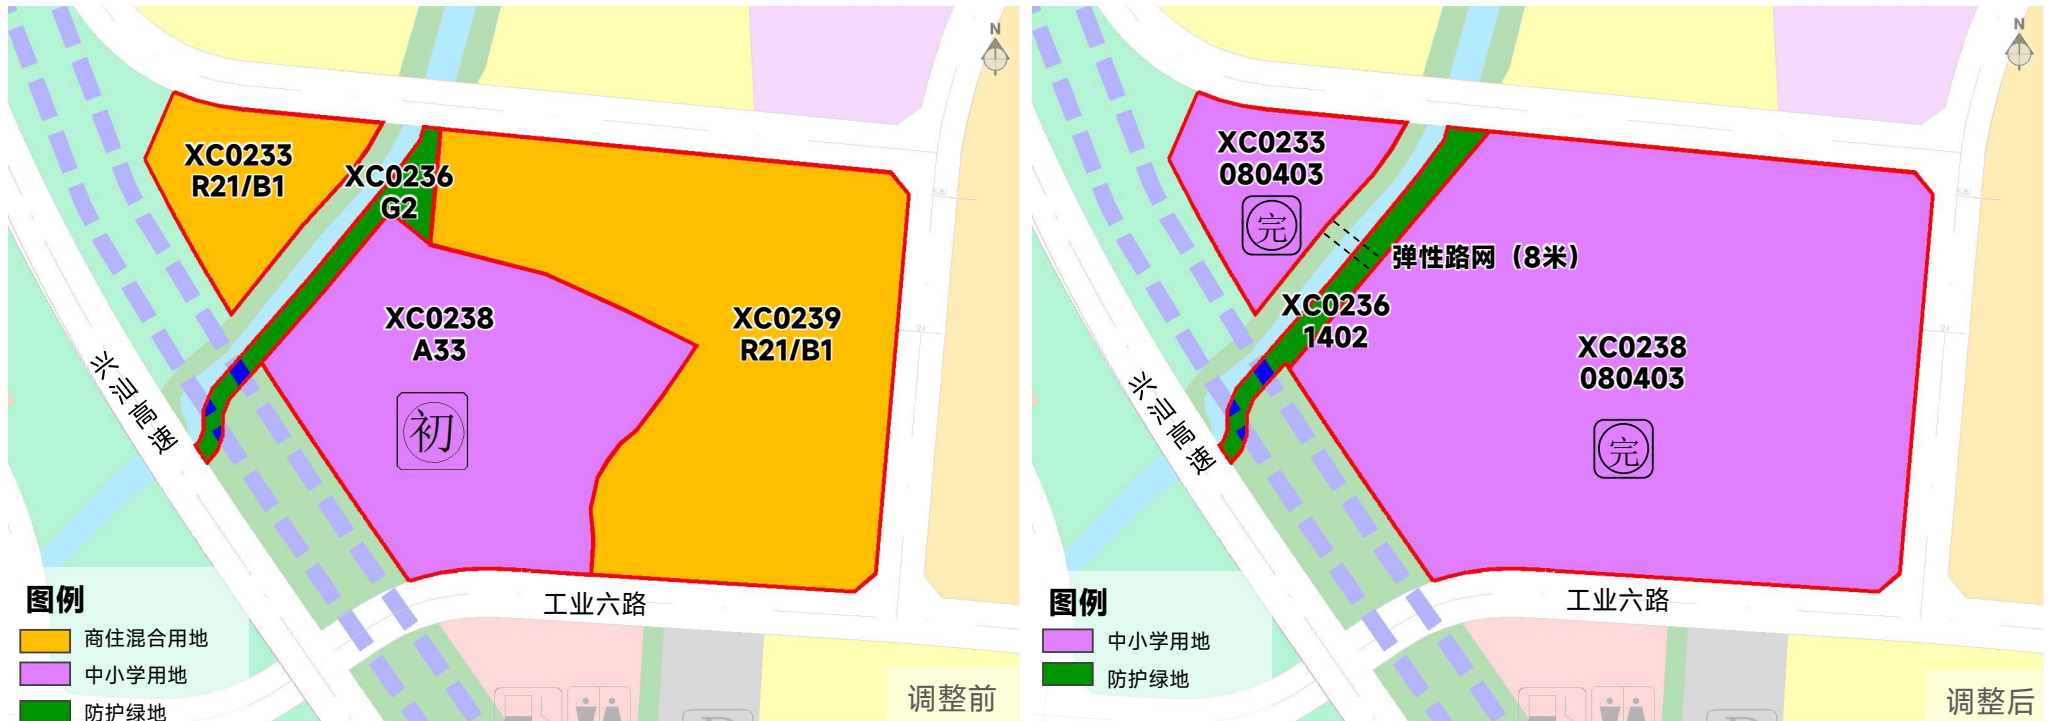 N
XC0233
R21/B1
XC0236
G2
XC0238
A33
初
XC0239
R21/B1
兴汕高速
工业六路
图例
商住混合用地
中小学用地
防护绿地
调整前
N
XC0233
080403
完
弹性路网（8米）
XC0236
1402
XC0238
080403
完
兴汕高速
工业六路
图例
中小学用地
防护绿地
调整后